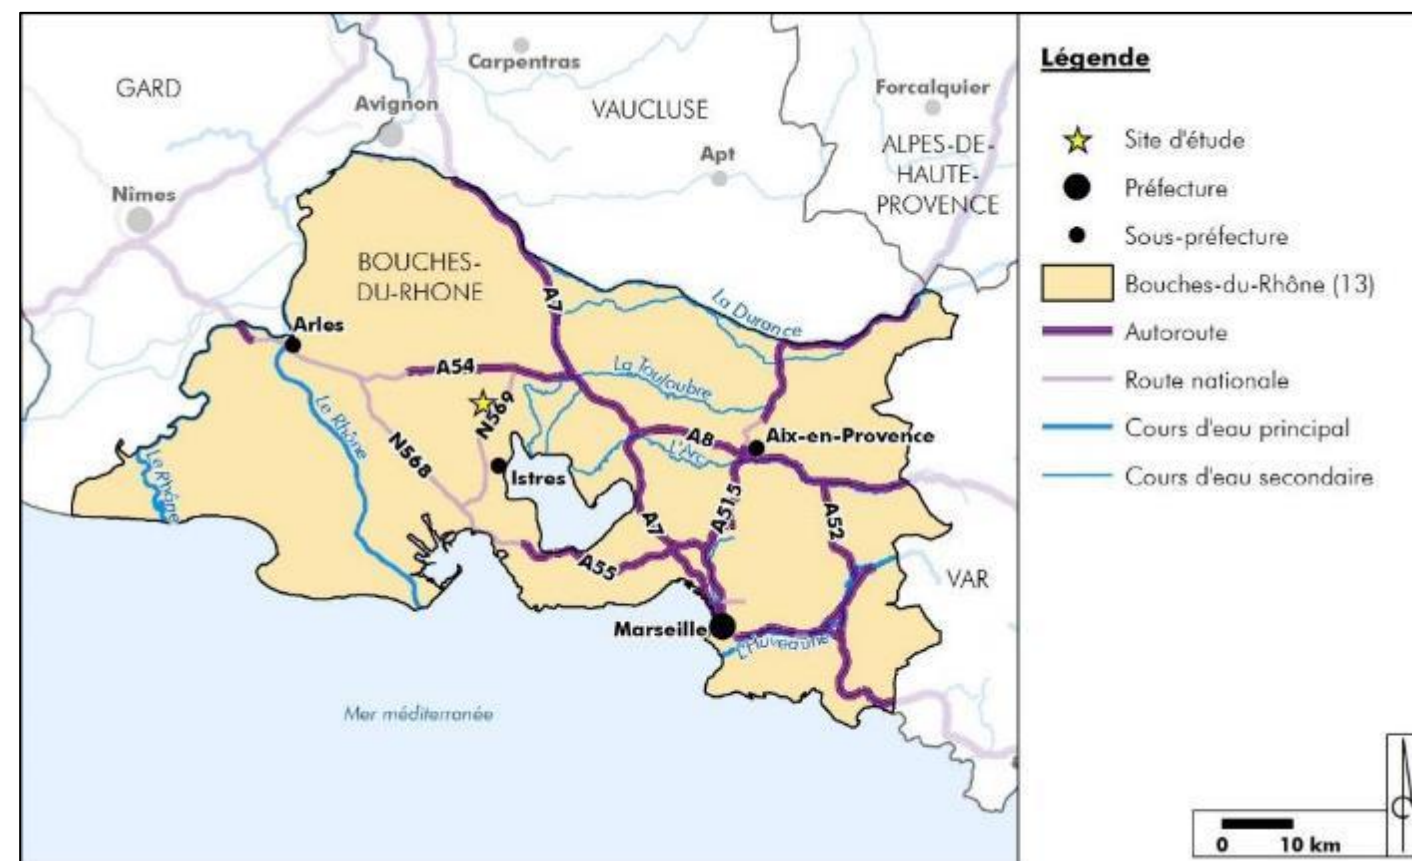 GARD
Carpentras
Avignon
VAUCLUSE
Forcalquier
ALPES-DE-
HAUTE-
PROVENCE
Apt
Nîmes
BOUCHES-
DU-RHONE
A7
La Durance
Arles
A54
La Touloubre
N569
Le Rhône
N568
A8
Aix-en-Provence
L'Arc
Le Rhône
Istres
A7
A515
A52
A55
VAR
Marseille
L'Huveaune
Mer méditerranée
Légende
Site d'étude
Préfecture
Sous-préfecture
Bouches-du-Rhône (13)
Autoroute
Route nationale
Cours d'eau principal
Cours d'eau secondaire
0 10 km